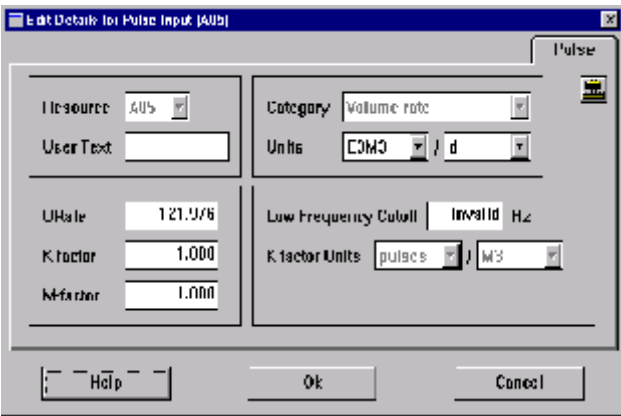 Edit Details for Pulse Input [A05]
Pulse
Resource A05
Category Volume rate
User Text
Units E3M3 / d
URate 121.976
Low Frequency Cutoff Invalid Hz
K factor 1.000
K factor Units pulses / M3
M-factor 1.000
Help Ok Cancel